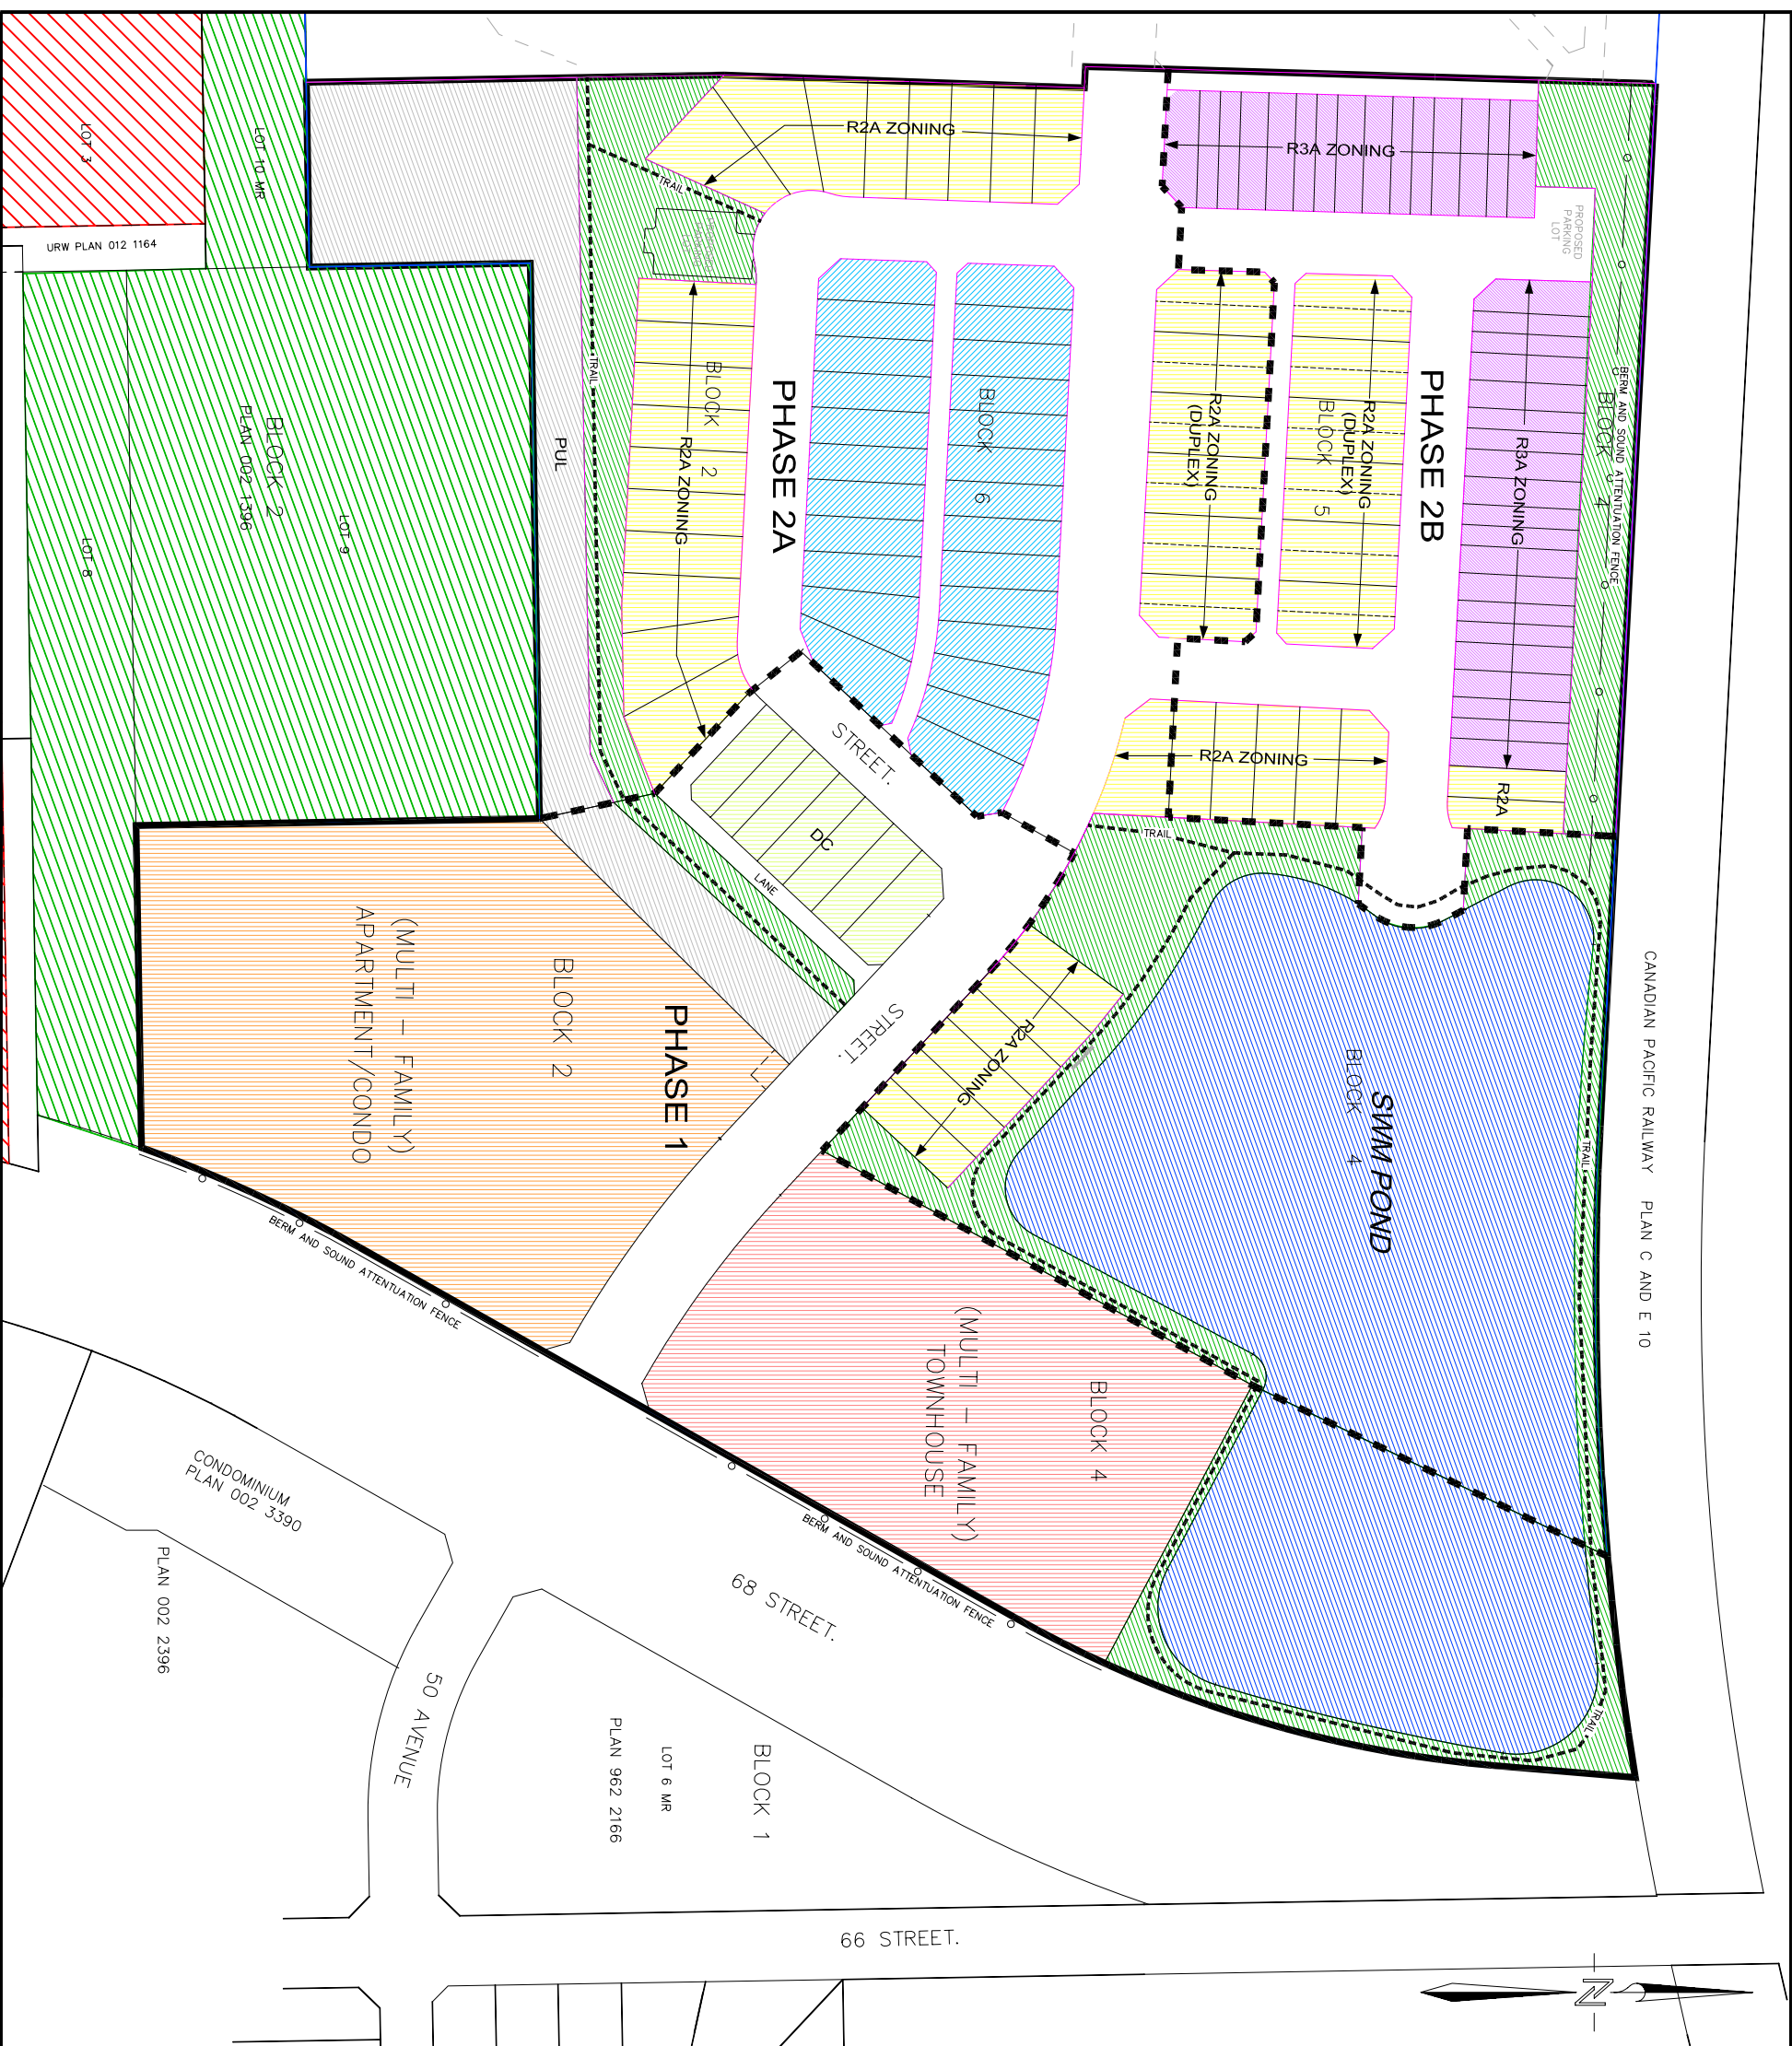 LOT 3
LOT 10 MR
URW PLAN 012 1164
BLOCK 2
PLAN 002 1396
LOT 9
LOT 8
PUL
TRAIL
TRAIL
R2A ZONING
R3A ZONING
PROPOSED
PARKING
LOT
BLOCK 2
R2A ZONING
PHASE 2A
BLOCK 6
R2A ZONING
(DUPLEX)
R2A ZONING
(DUPLEX)
BLOCK 5
PHASE 2B
R3A ZONING
BERM AND SOUND ATTENTUATION FENCE
BLOCK 4
R2A ZONING
R2A
STREET.
DC
LANE
TRAIL
STREET.
R2A ZONING
PHASE 1
BLOCK 2
(MULTI – FAMILY)
APARTMENT/CONDO
SWM POND
BLOCK 4
TRAIL
CANADIAN PACIFIC RAILWAY PLAN C AND E 10
BERM AND SOUND ATTENTUATION FENCE
BLOCK 4
(MULTI – FAMILY)
TOWNHOUSE
BERM AND SOUND ATTENTUATION FENCE
TRAIL
68 STREET.
CONDOMINIUM
PLAN 002 3390
PLAN 002 2396
50 AVENUE
BLOCK 1
LOT 6 MR
PLAN 962 2166
66 STREET.
N